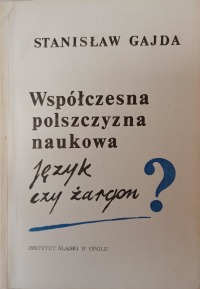 STANISŁAW GAJDA
Współczesna
polszczyzna
naukowa
Język
czy żargon ?
INSTYTUT ŚLĄSKI W OPOLU